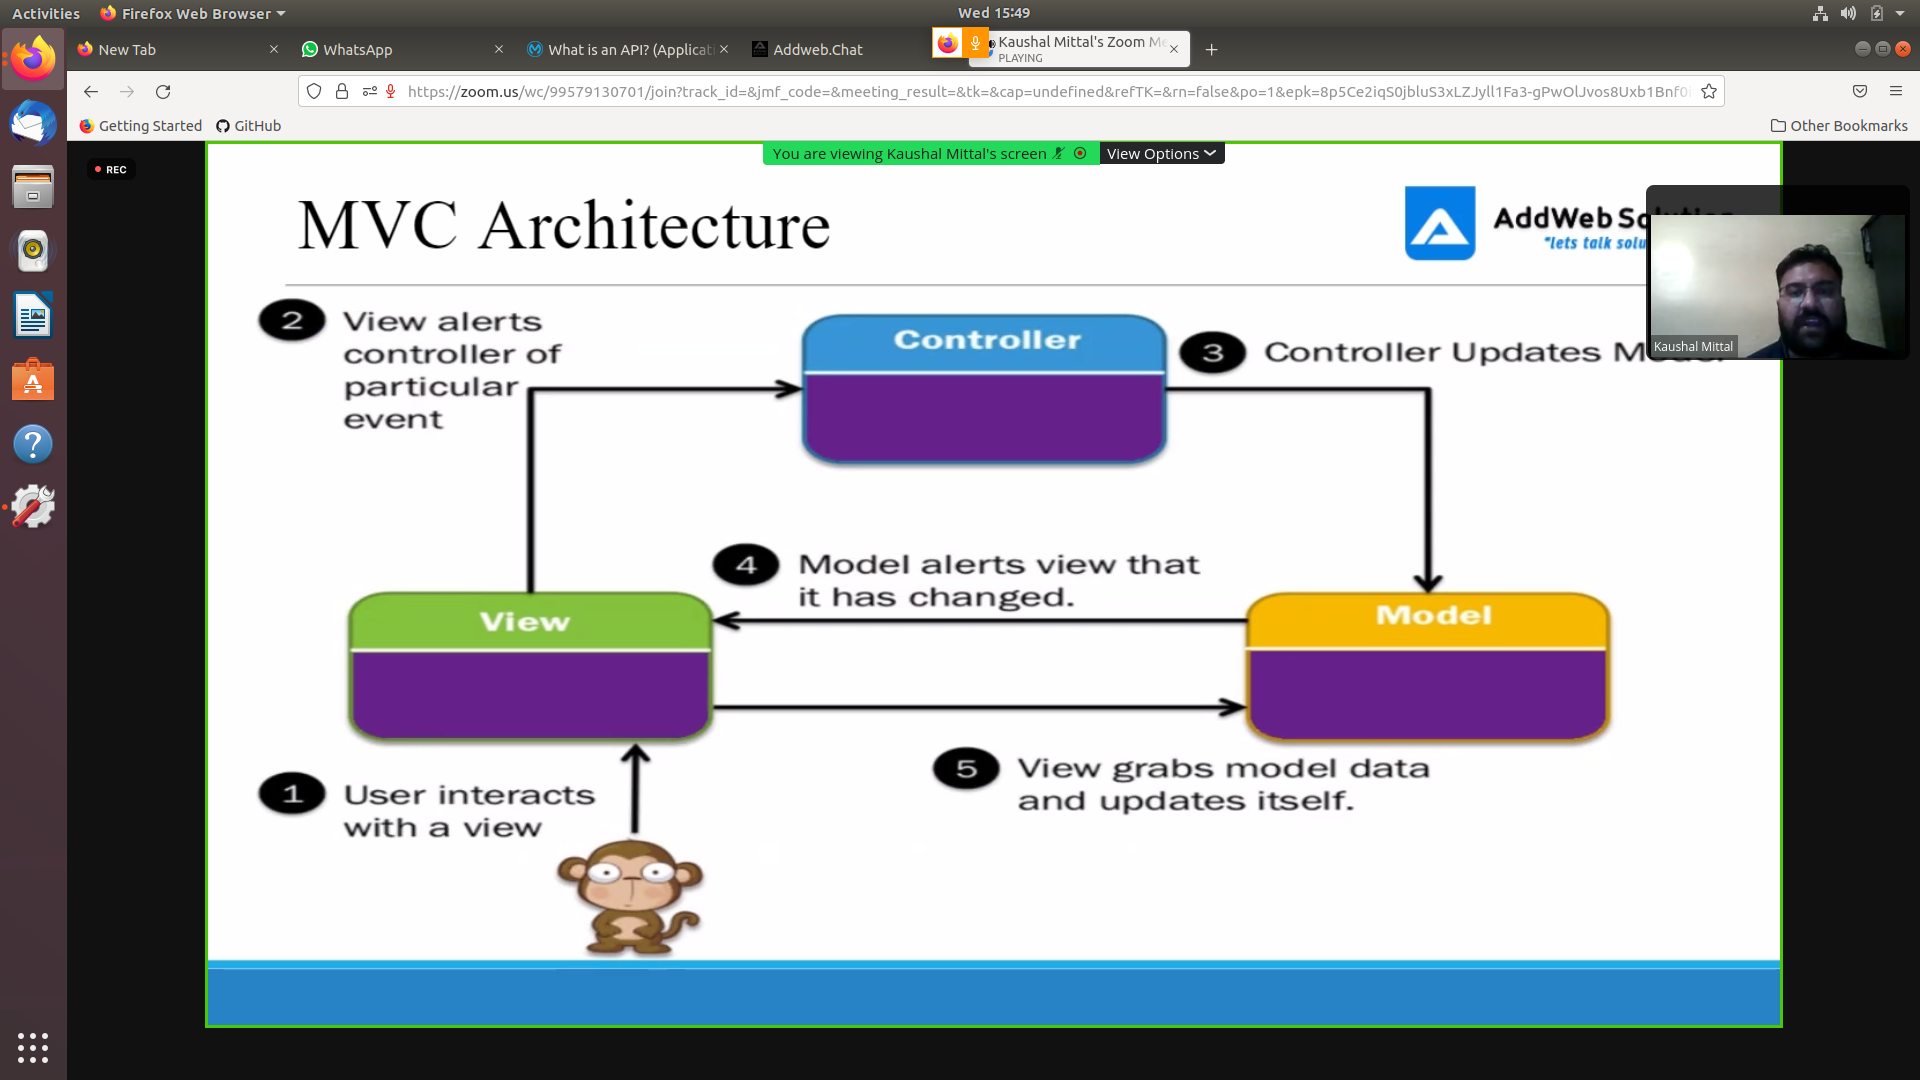 Activities
Firefox Web Browser
Wed 15:49
New Tab
WhatsApp
What is an API? (Applicat
Addweb.Chat
Kaushal Mittal's Zoom Me
PLAYING
https://zoom.us/wc/99579130701/join?track_id=&jmf_code=&meeting_result=&tk=&cap=undefined&refTK=&rn=false&po=1&epk=8p5Ce2iqS0jbluS3xLZJyll1Fa3-gPwOlJvos8Uxb1Bnf0
Getting Started
GitHub
Other Bookmarks
REC
You are viewing Kaushal Mittal's screen
View Options
MVC Architecture
AddWeb Solution
"lets talk solu
2
View alerts
controller of
particular
event
Controller
3
Controller Updates Model
Kaushal Mittal
4
Model alerts view that
it has changed.
View
Model
5
View grabs model data
and updates itself.
1
User interacts
with a view